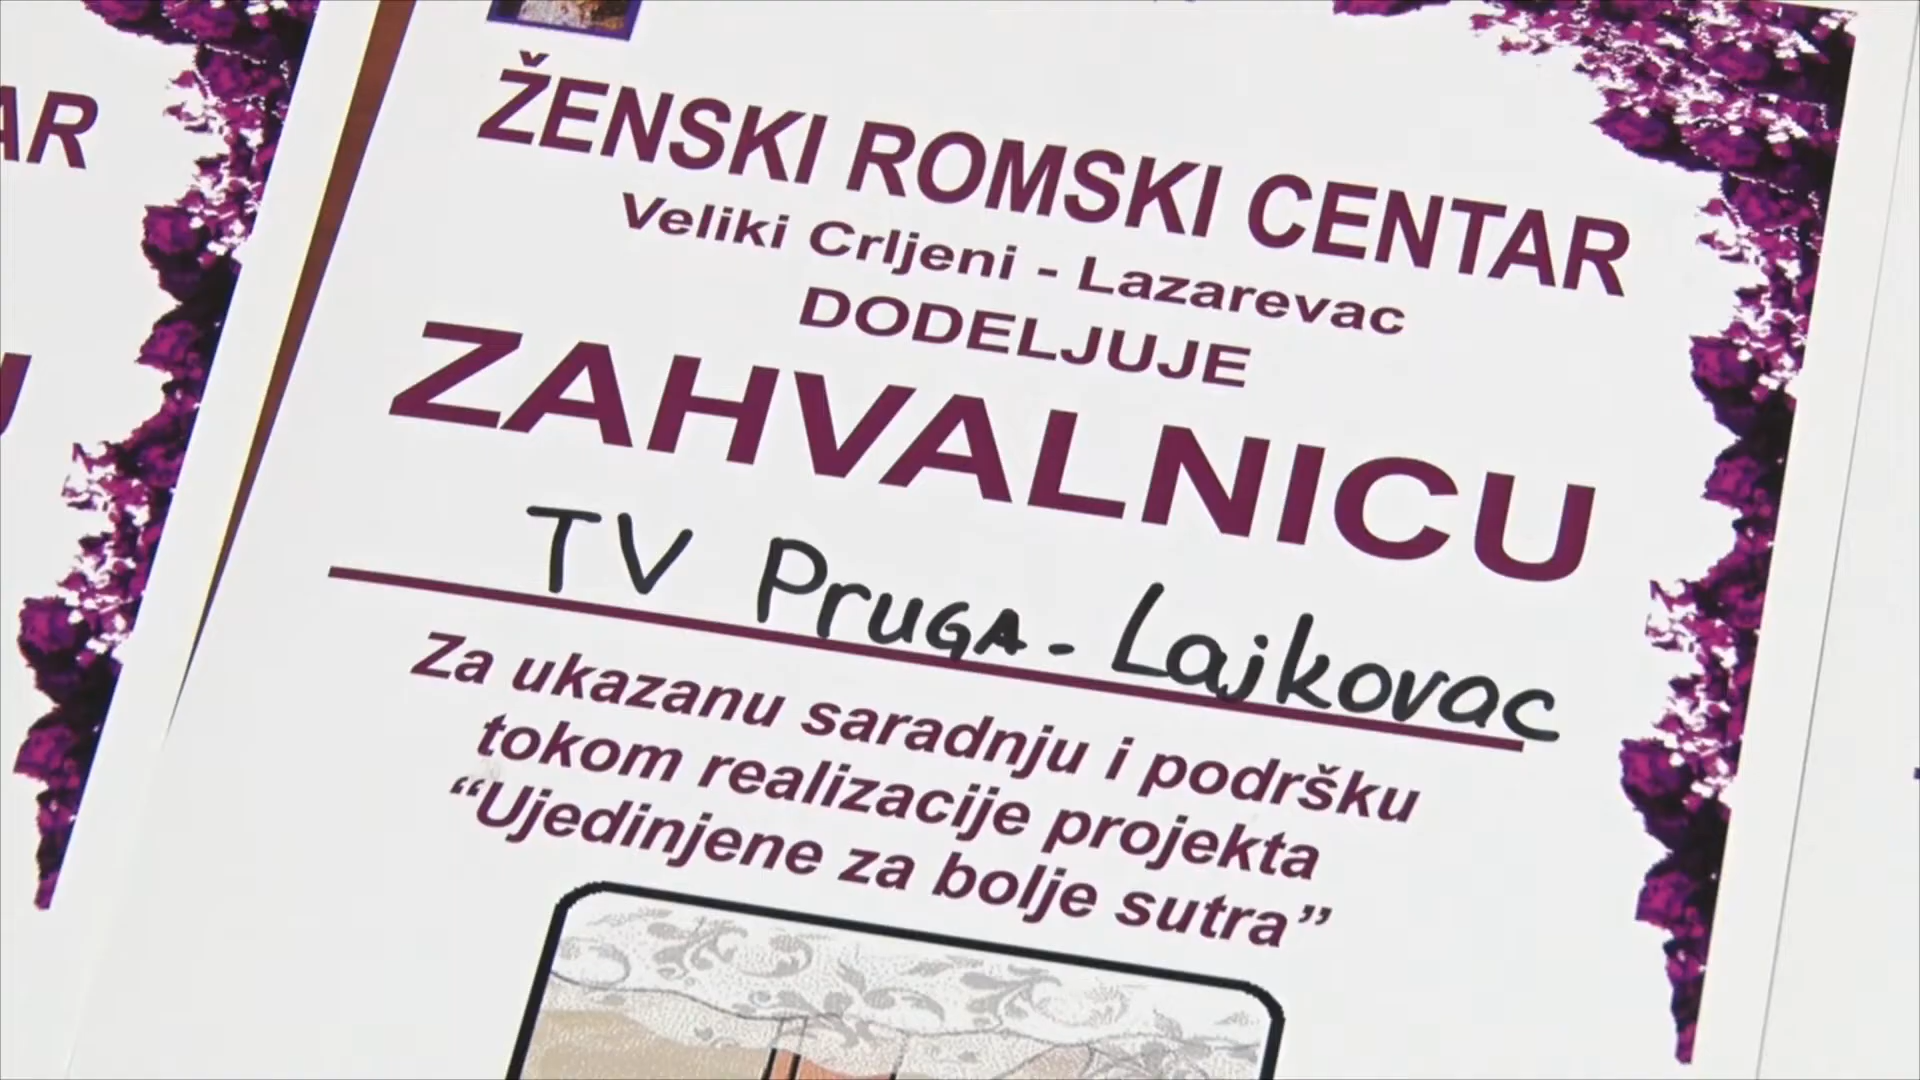 ŽENSKI ROMSKI CENTAR
Veliki Crljeni - Lazarevac
DODELJUJE
ZAHVALNICU
TV PruGA - Lajkovac
Za ukazanu saradnju i podršku
tokom realizacije projekta
“Ujedinjene za bolje sutra”
AR
U